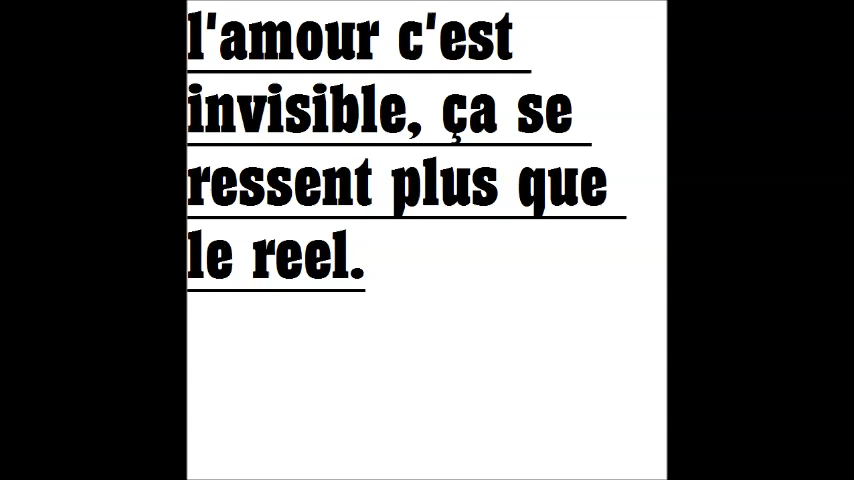 l'amour c'est
invisible, ça se
ressent plus que
le reel.